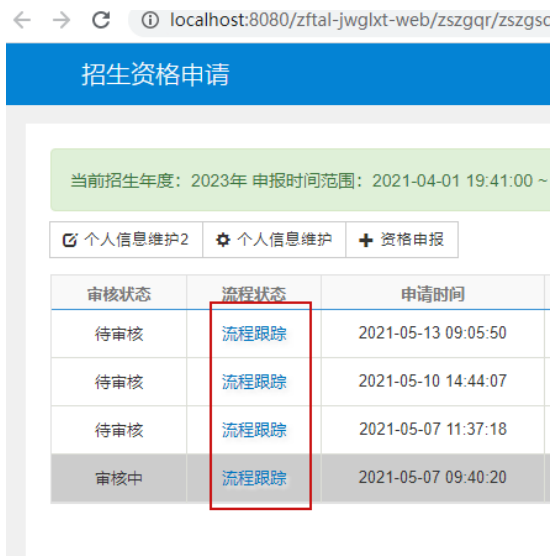 localhost:8080/zftal-jwglxt-web/zszgqr/zszgsc
招生资格申请
当前招生年度：2023年 申报时间范围：2021-04-01 19:41:00 ~
个人信息维护2 个人信息维护 资格申报
审核状态 流程状态 申请时间
待审核 流程跟踪 2021-05-13 09:05:50
待审核 流程跟踪 2021-05-10 14:44:07
待审核 流程跟踪 2021-05-07 11:37:18
审核中 流程跟踪 2021-05-07 09:40:20